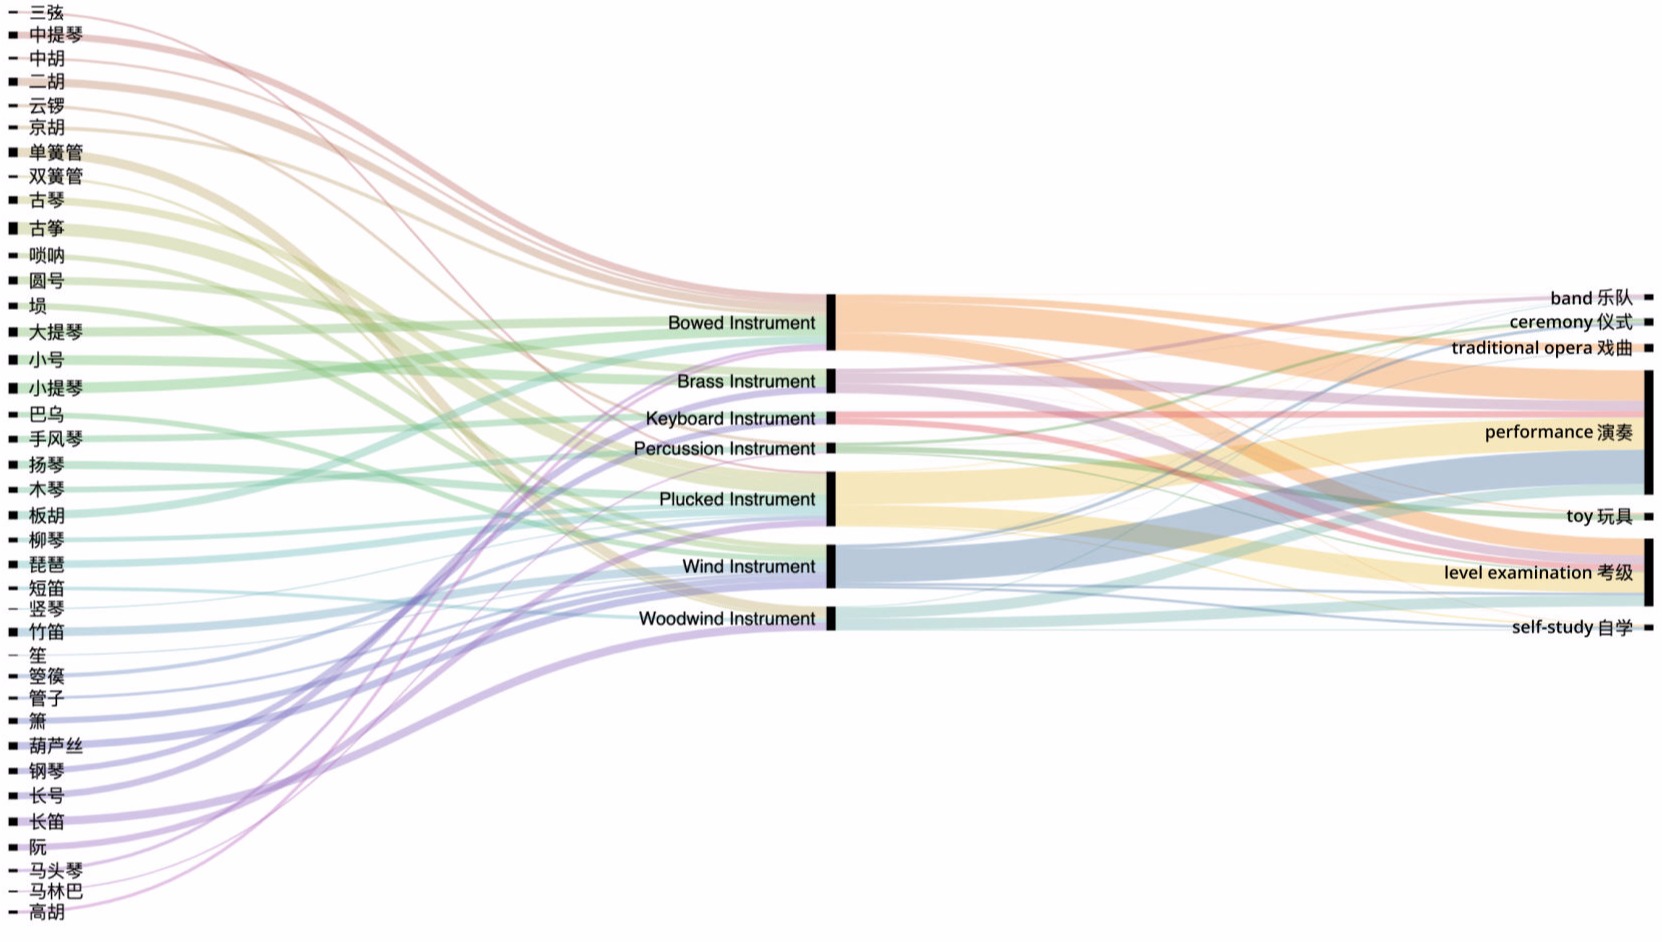 三弦
中提琴
中胡
二胡
云锣
京胡
单簧管
双簧管
古琴
古筝
唢呐
圆号
埙
大提琴
小号
小提琴
巴乌
手风琴
扬琴
木琴
板胡
柳琴
琵琶
短笛
竖琴
竹笛
笙
箜篌
管子
箫
葫芦丝
钢琴
长号
长笛
阮
马头琴
马林巴
高胡
Bowed Instrument
Brass Instrument
Keyboard Instrument
Percussion Instrument
Plucked Instrument
Wind Instrument
Woodwind Instrument
band 乐队
ceremony 仪式
traditional opera 戏曲
performance 演奏
toy 玩具
level examination 考级
self-study 自学